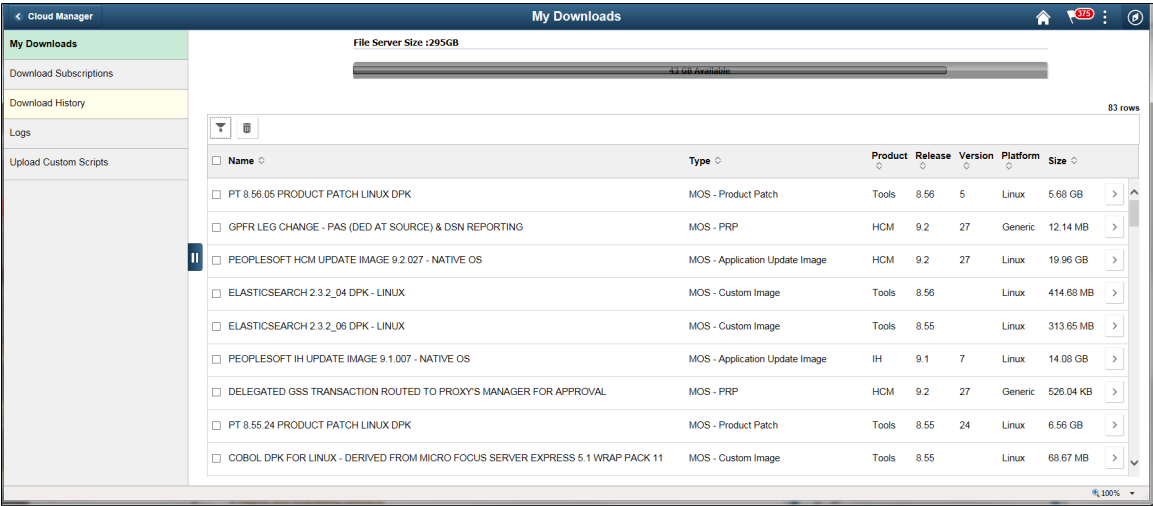 Cloud Manager
My Downloads
375
My Downloads
Download Subscriptions
Download History
Logs
Upload Custom Scripts
File Server Size :295GB
43 GB Available
83 rows
Name Type Product Release Version Platform Size
PT 8.56.05 PRODUCT PATCH LINUX DPK MOS - Product Patch Tools 8.56 5 Linux 5.68 GB
GPFR LEG CHANGE - PAS (DED AT SOURCE) & DSN REPORTING MOS - PRP HCM 9.2 27 Generic 12.14 MB
PEOPLESOFT HCM UPDATE IMAGE 9.2.027 - NATIVE OS MOS - Application Update Image HCM 9.2 27 Linux 19.96 GB
ELASTICSEARCH 2.3.2_04 DPK - LINUX MOS - Custom Image Tools 8.56 Linux 414.68 MB
ELASTICSEARCH 2.3.2_06 DPK - LINUX MOS - Custom Image Tools 8.55 Linux 313.65 MB
PEOPLESOFT IH UPDATE IMAGE 9.1.007 - NATIVE OS MOS - Application Update Image IH 9.1 7 Linux 14.08 GB
DELEGATED GSS TRANSACTION ROUTED TO PROXY'S MANAGER FOR APPROVAL MOS - PRP HCM 9.2 27 Generic 526.04 KB
PT 8.55.24 PRODUCT PATCH LINUX DPK MOS - Product Patch Tools 8.55 24 Linux 6.56 GB
COBOL DPK FOR LINUX - DERIVED FROM MICRO FOCUS SERVER EXPRESS 5.1 WRAP PACK 11 MOS - Custom Image Tools 8.55 Linux 68.67 MB
100%